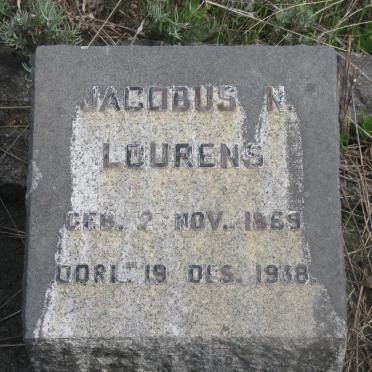 JACOBUS N.
LOURENS
GEB. 2 NOV. 1869
OORL. 19 DES. 1938.